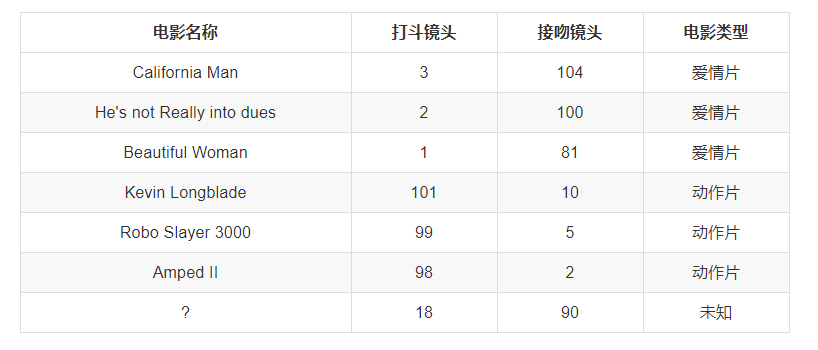 电影名称 打斗镜头 接吻镜头 电影类型
California Man 3 104 爱情片
He's not Really into dues 2 100 爱情片
Beautiful Woman 1 81 爱情片
Kevin Longblade 101 10 动作片
Robo Slayer 3000 99 5 动作片
Amped II 98 2 动作片
? 18 90 未知